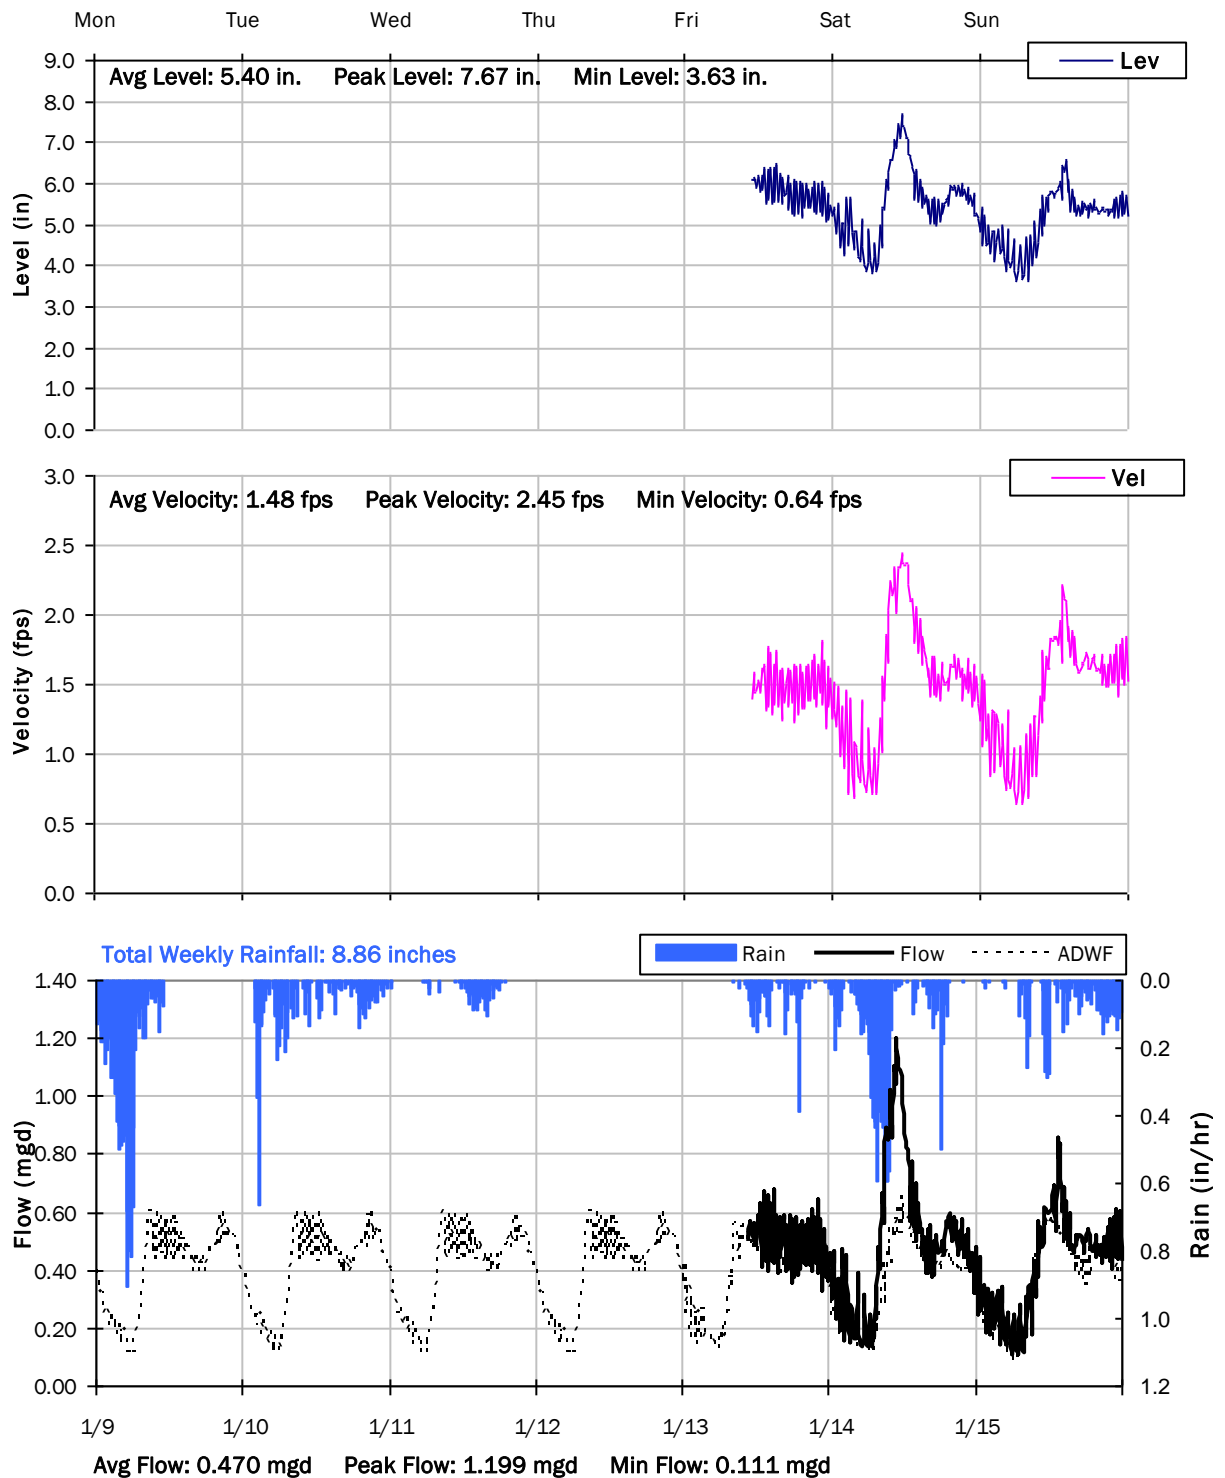 Mon Tue Wed Thu Fri Sat Sun
Lev
Avg Level: 5.40 in. Peak Level: 7.67 in. Min Level: 3.63 in.
9.0
8.0
7.0
6.0
5.0
4.0
3.0
2.0
1.0
0.0
Level (in)
Vel
Avg Velocity: 1.48 fps Peak Velocity: 2.45 fps Min Velocity: 0.64 fps
3.0
2.5
2.0
1.5
1.0
0.5
0.0
Velocity (fps)
Total Weekly Rainfall: 8.86 inches
Rain Flow ADWF
1.40
1.20
1.00
0.80
0.60
0.40
0.20
0.00
Flow (mgd)
0.0
0.2
0.4
0.6
0.8
1.0
1.2
Rain (in/hr)
1/9 1/10 1/11 1/12 1/13 1/14 1/15
Avg Flow: 0.470 mgd Peak Flow: 1.199 mgd Min Flow: 0.111 mgd